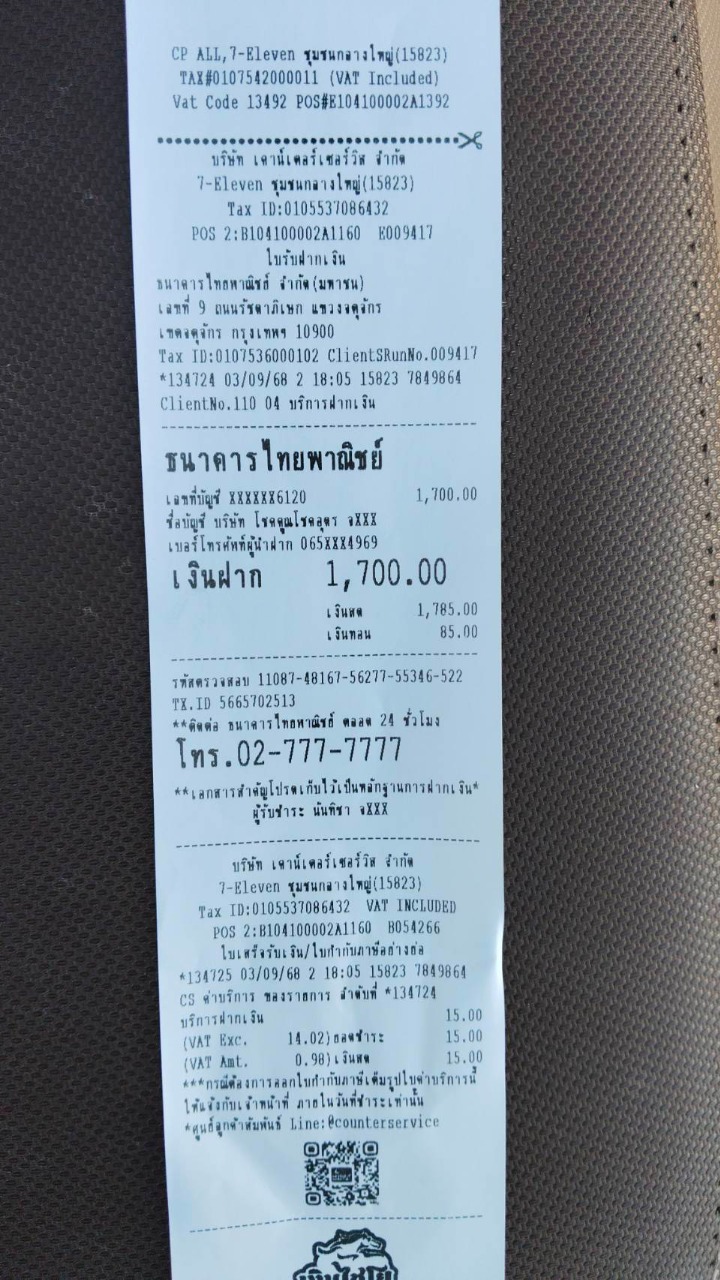 CP ALL,7-Eleven ชุมชนกลางใหญ่(15823)
TAX#0107542000011 (VAT Included)
Vat Code 13492 POS#E104100002A1392
บริษัท เคาน์เตอร์เซอร์วิส จำกัด
7-Eleven ชุมชนกลางใหญ่(15823)
Tax ID:0105537086432
POS 2:B104100002A1160 E009417
ใบรับฝากเงิน
ธนาคารไทยพาณิชย์ จำกัด(มหาชน)
เลขที่ 9 ถนนรัชดาภิเษก แขวงจตุจักร
เขตจตุจักร กรุงเทพฯ 10900
Tax ID:0107536000102 ClientSRunNo.009417
*134724 03/09/68 2 18:05 15823 7849864
ClientNo.110 04 บริการฝากเงิน
ธนาคารไทยพาณิชย์
เลขที่บัญชี XXXXXX6120 1,700.00
ชื่อบัญชี บริษัท โชคคูณโชคอุดร จXXX
เบอร์โทรศัพท์ผู้นำฝาก 065XXX4969
เงินฝาก 1,700.00
เงินสด 1,785.00
เงินทอน 85.00
รหัสตรวจสอบ 11087-48167-56277-55346-522
TX.ID 5665702513
**ติดต่อ ธนาคารไทยพาณิชย์ ตลอด 24 ชั่วโมง
โทร.02-777-7777
**เอกสารสำคัญโปรดเก็บไว้เป็นหลักฐานการฝากเงิน*
ผู้รับชำระ นันทิชา จXXX
บริษัท เคาน์เตอร์เซอร์วิส จำกัด
7-Eleven ชุมชนกลางใหญ่(15823)
Tax ID:0105537086432 VAT INCLUDED
POS 2:B104100002A1160 B054266
ใบเสร็จรับเงิน/ใบกำกับภาษีอย่างย่อ
*134725 03/09/68 2 18:05 15823 7849864
CS ค่าบริการ ของรายการ ลำดับที่ *134724
บริการฝากเงิน 15.00
(VAT Exc. 14.02)ยอดชำระ 15.00
(VAT Amt. 0.98)เงินสด 15.00
***กรณีต้องการออกใบกำกับภาษีเต็มรูปใบค่าบริการนี้
ให้แจ้งกับเจ้าหน้าที่ ภายในวันที่ชำระเท่านั้น
*ศูนย์ลูกค้าสัมพันธ์ Line:@counterservice
เงินไชโย